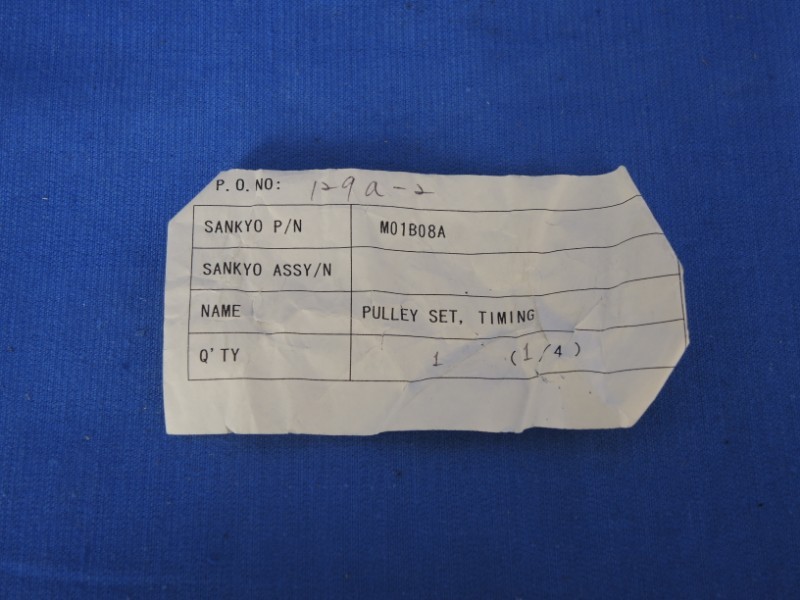 P.O.NO: 129a-2
SANKYO P/N M01B08A
SANKYO ASSY/N
NAME PULLEY SET, TIMING
Q'TY 1 (1/4)